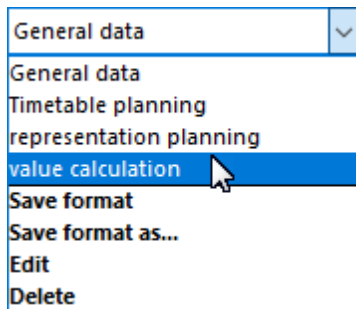 General data
General data
Timetable planning
representation planning
value calculation
Save format
Save format as...
Edit
Delete